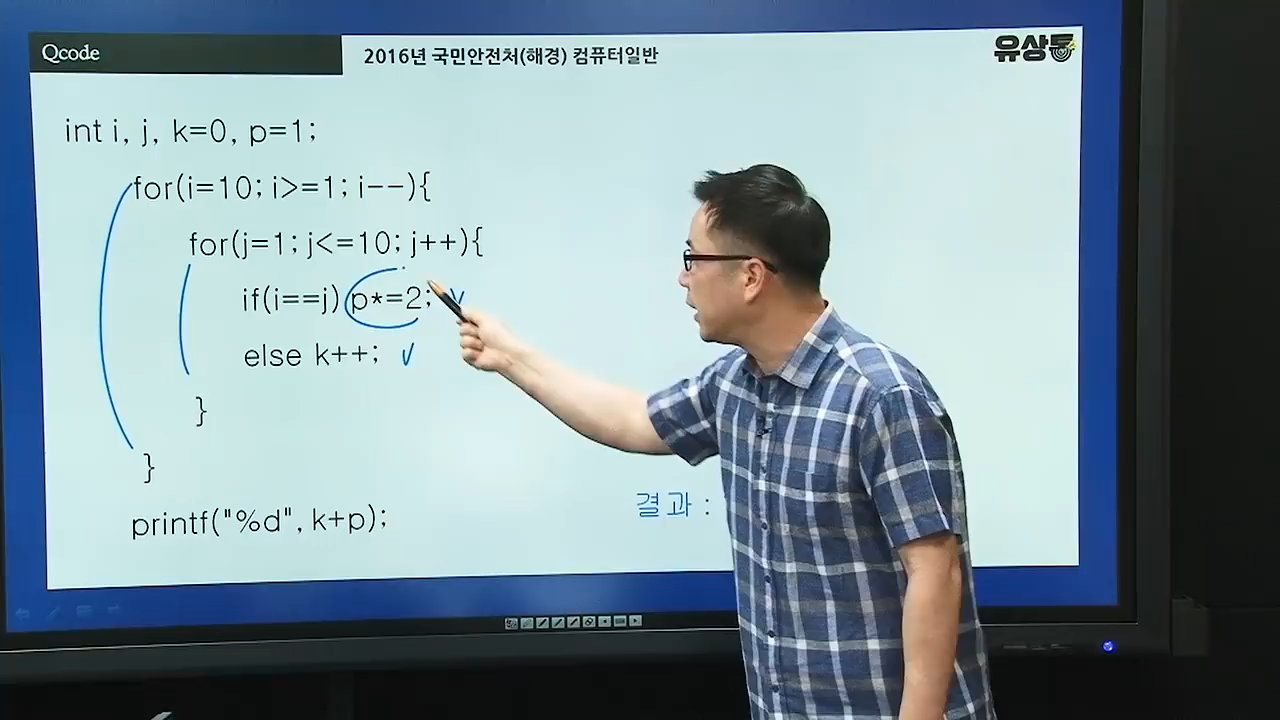 Qcode
2016년 국민안전처(해경) 컴퓨터일반
유상통
int i, j, k=0, p=1;
for(i=10; i>=1; i--){
for(j=1; j<=10; j++){
if(i==j) p*=2;
else k++;
}
}
printf("%d", k+p);
결과 :